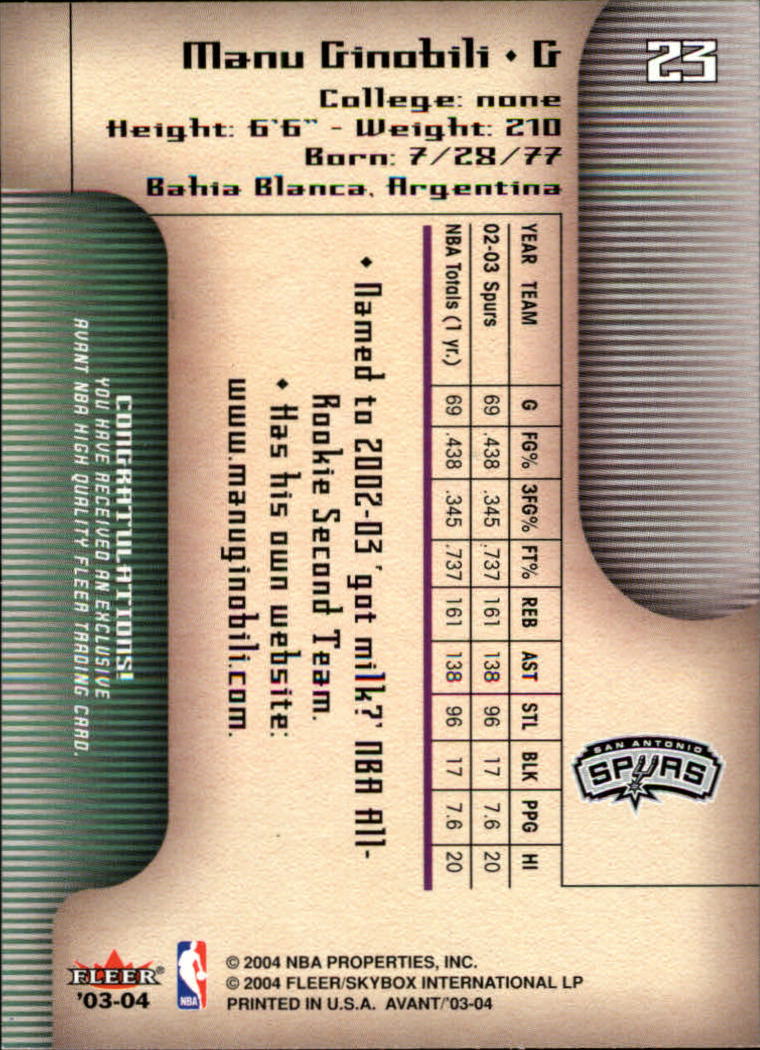 23
Manu Ginobili • G
College: none
Height: 6'6" - Weight: 210
Born: 7/28/77
Bahia Blanca, Argentina
YEAR TEAM G FG% 3FG% FT% REB AST STL BLK PPG HI
02-03 Spurs 69 .438 .345 .737 161 138 96 17 7.6 20
NBA Totals (1 yr.) 69 .438 .345 .737 161 138 96 17 7.6 20
• Named to 2002-03 'got milk?' NBA All-
Rookie Second Team.
• Has his own website:
www.manuginobili.com.
SAN ANTONIO
SPURS
CONGRATULATIONS!
YOU HAVE RECEIVED AN EXCLUSIVE
AVANT NBA HIGH QUALITY FLEER TRADING CARD.
FLEER®
'03-04
NBA
© 2004 NBA PROPERTIES, INC.
© 2004 FLEER/SKYBOX INTERNATIONAL LP
PRINTED IN U.S.A. AVANT/'03-04